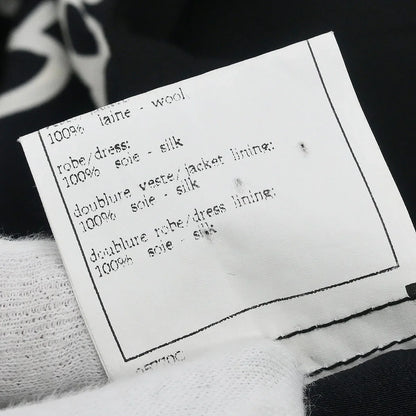 100% laine - wool
robe/dress:
100% soie - silk
doublure veste/jacket lining:
100% soie - silk
doublure robe/dress lining:
100% soie - silk